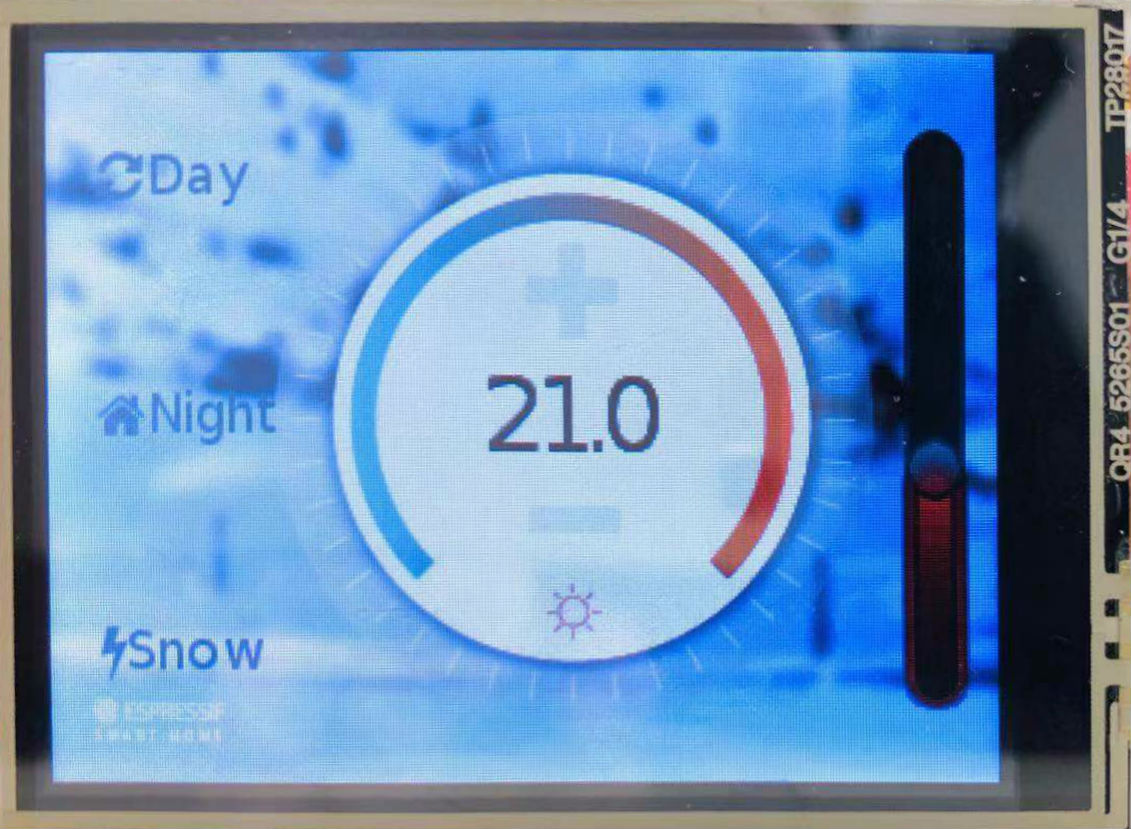 Day
Night
Snow
21.0
ESPRESSIF
SMART HOME
TP28017
QR4 5265S01 G1/4